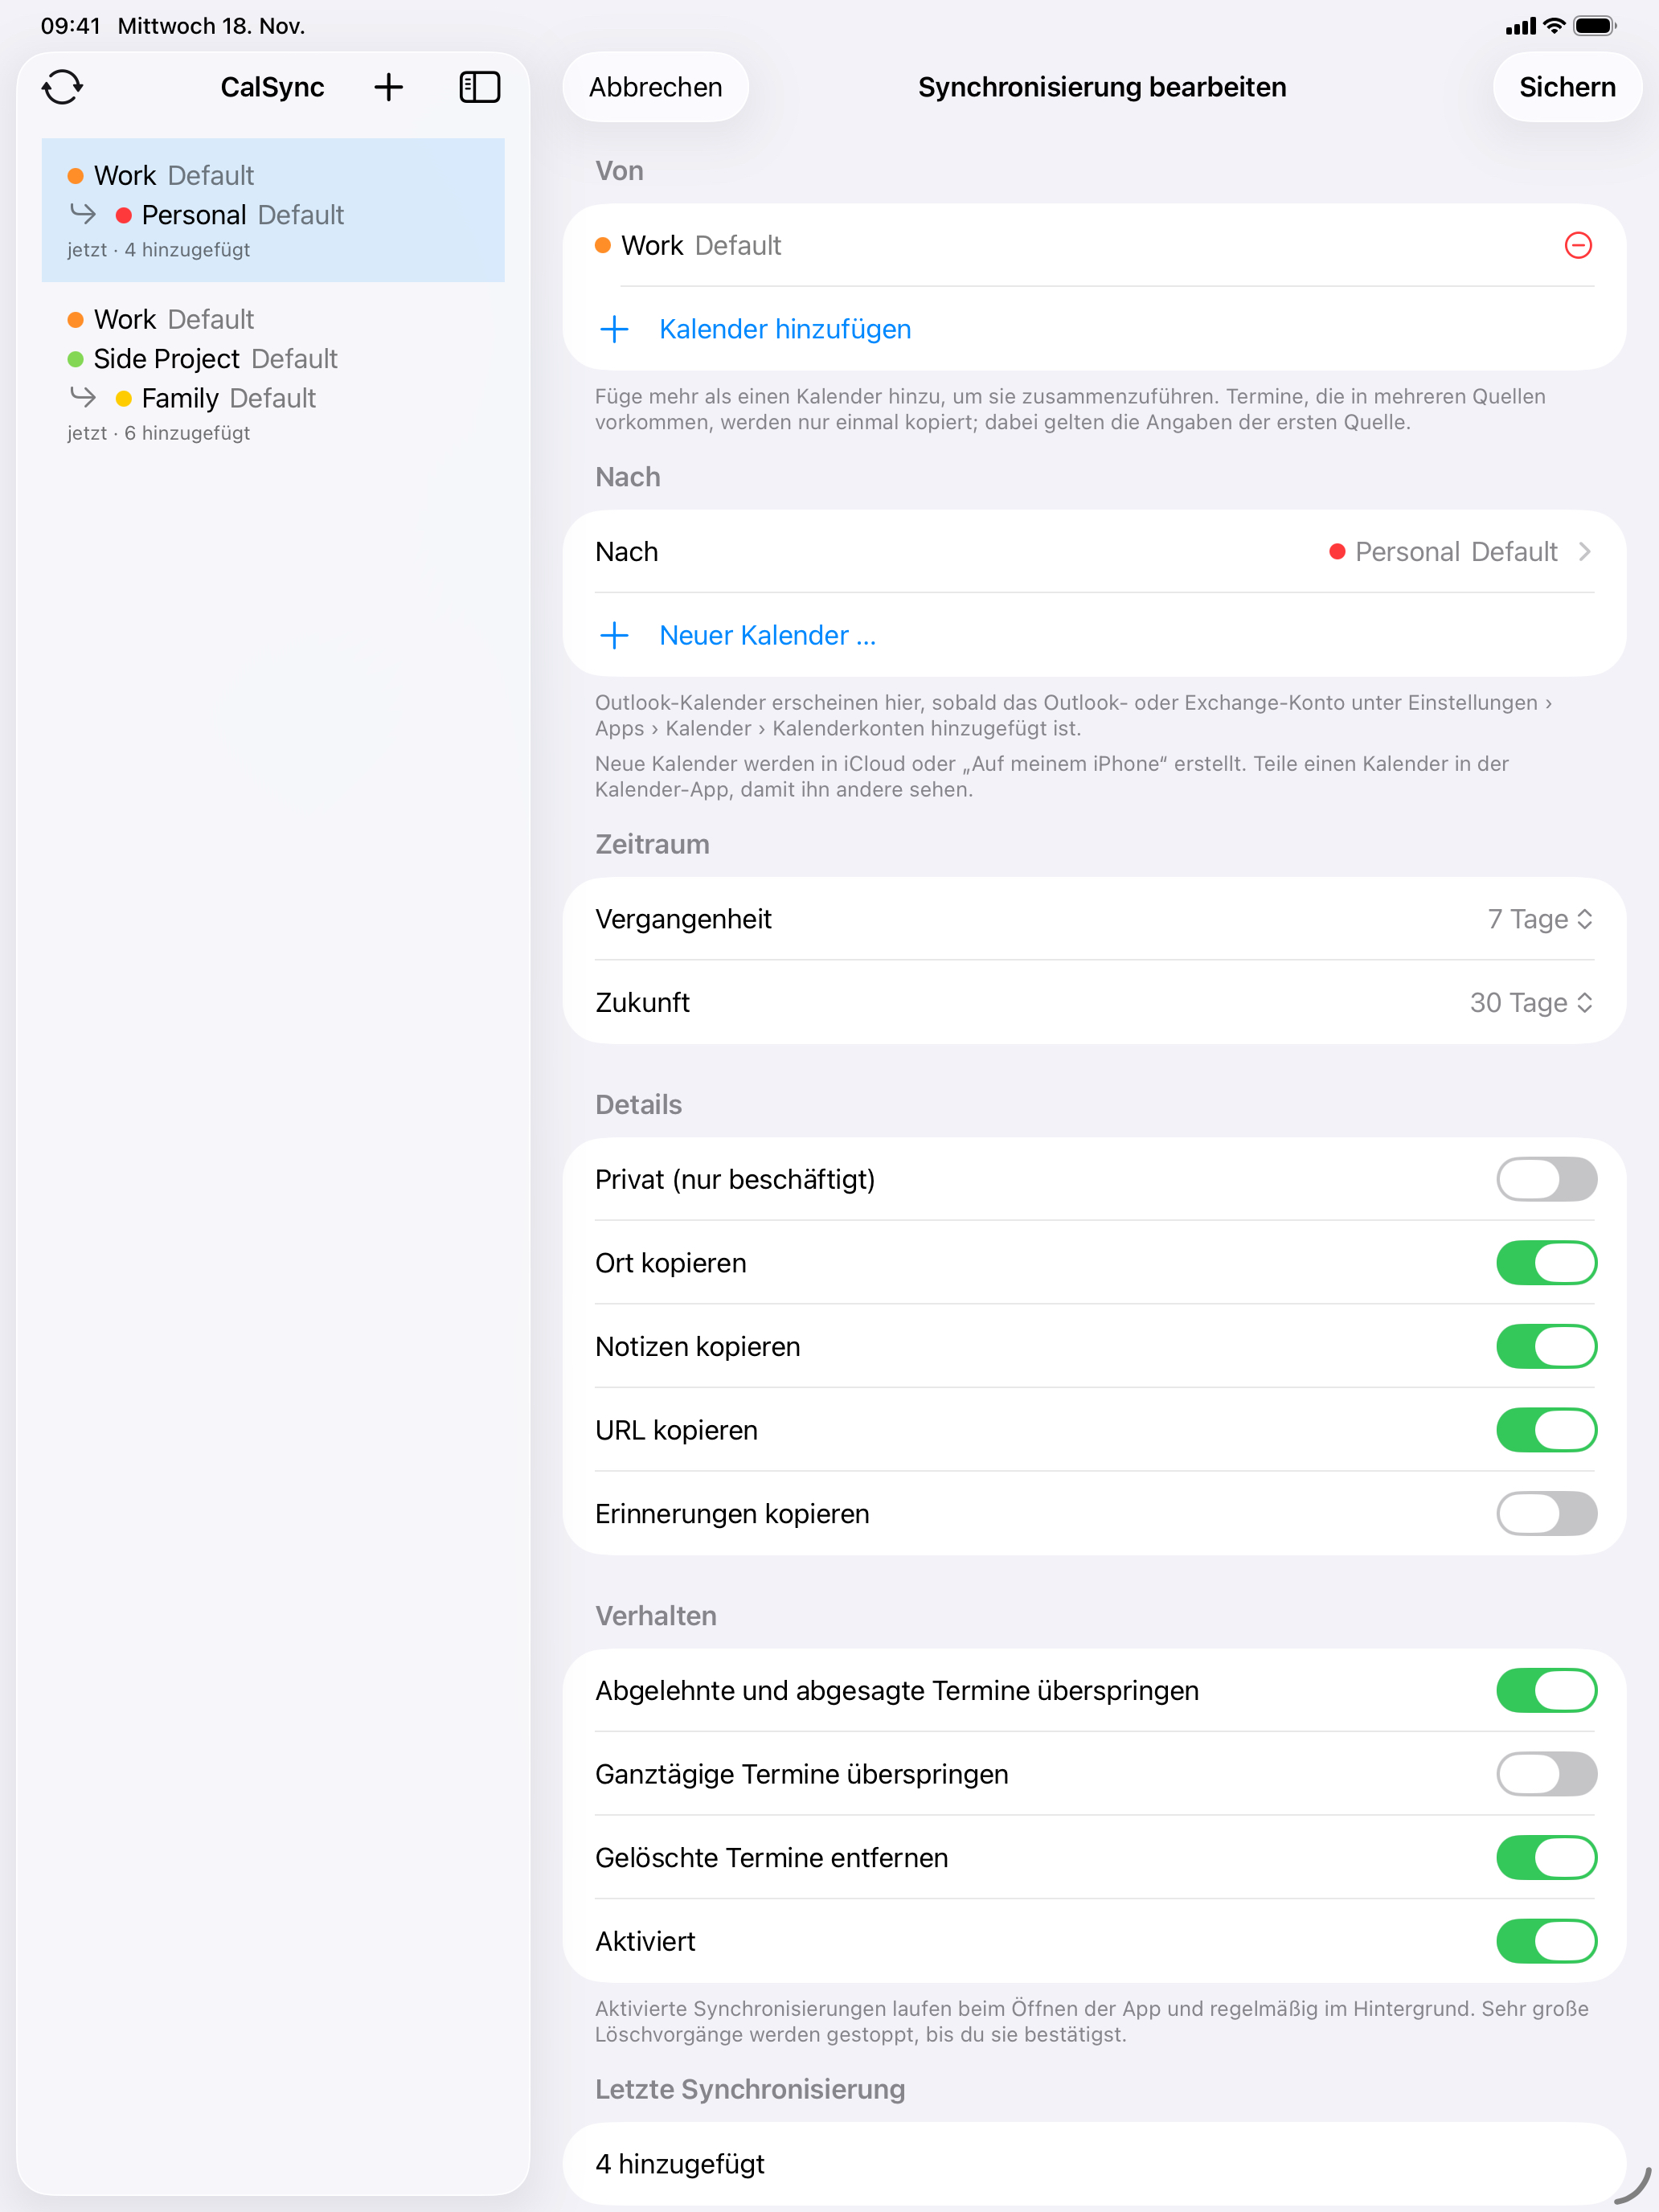 09:41 Mittwoch 18. Nov.
CalSync
Work Default
Personal Default
jetzt · 4 hinzugefügt
Work Default
Side Project Default
Family Default
jetzt · 6 hinzugefügt
Abbrechen
Synchronisierung bearbeiten
Sichern
Von
Work Default
Kalender hinzufügen
Füge mehr als einen Kalender hinzu, um sie zusammenzuführen. Termine, die in mehreren Quellen
vorkommen, werden nur einmal kopiert; dabei gelten die Angaben der ersten Quelle.
Nach
Nach Personal Default
Neuer Kalender ...
Outlook-Kalender erscheinen hier, sobald das Outlook- oder Exchange-Konto unter Einstellungen ›
Apps › Kalender › Kalenderkonten hinzugefügt ist.
Neue Kalender werden in iCloud oder „Auf meinem iPhone“ erstellt. Teile einen Kalender in der
Kalender-App, damit ihn andere sehen.
Zeitraum
Vergangenheit 7 Tage
Zukunft 30 Tage
Details
Privat (nur beschäftigt)
Ort kopieren
Notizen kopieren
URL kopieren
Erinnerungen kopieren
Verhalten
Abgelehnte und abgesagte Termine überspringen
Ganztägige Termine überspringen
Gelöschte Termine entfernen
Aktiviert
Aktivierte Synchronisierungen laufen beim Öffnen der App und regelmäßig im Hintergrund. Sehr große
Löschvorgänge werden gestoppt, bis du sie bestätigst.
Letzte Synchronisierung
4 hinzugefügt